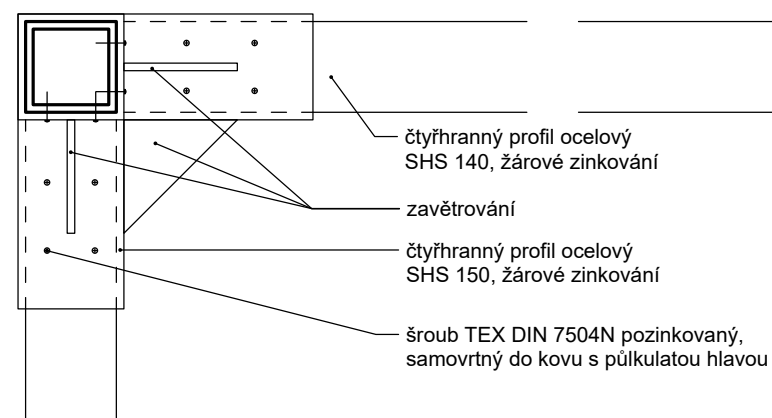 čtyřhranný profil ocelový
SHS 140, žárové zinkování
zavětrování
čtyřhranný profil ocelový
SHS 150, žárové zinkování
šroub TEX DIN 7504N pozinkovaný,
samovrtný do kovu s půlkulatou hlavou